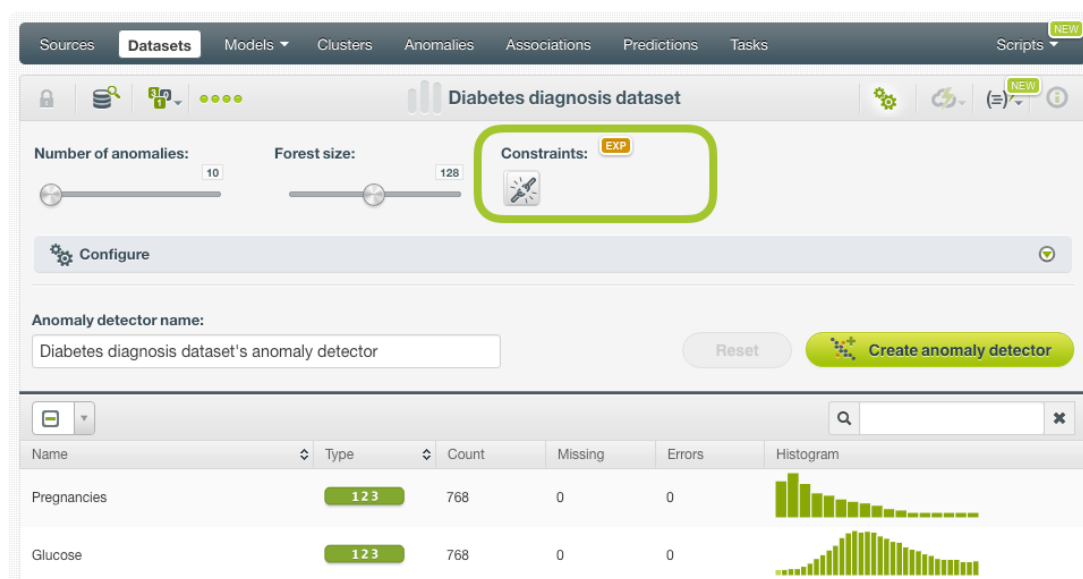 NEW
Sources Datasets Models Clusters Anomalies Associations Predictions Tasks Scripts
Diabetes diagnosis dataset NEW
Number of anomalies: Forest size: Constraints: EXP
10 128
Configure
Anomaly detector name:
Diabetes diagnosis dataset's anomaly detector Reset Create anomaly detector
Name Type Count Missing Errors Histogram
Pregnancies 123 768 0 0
Glucose 123 768 0 0